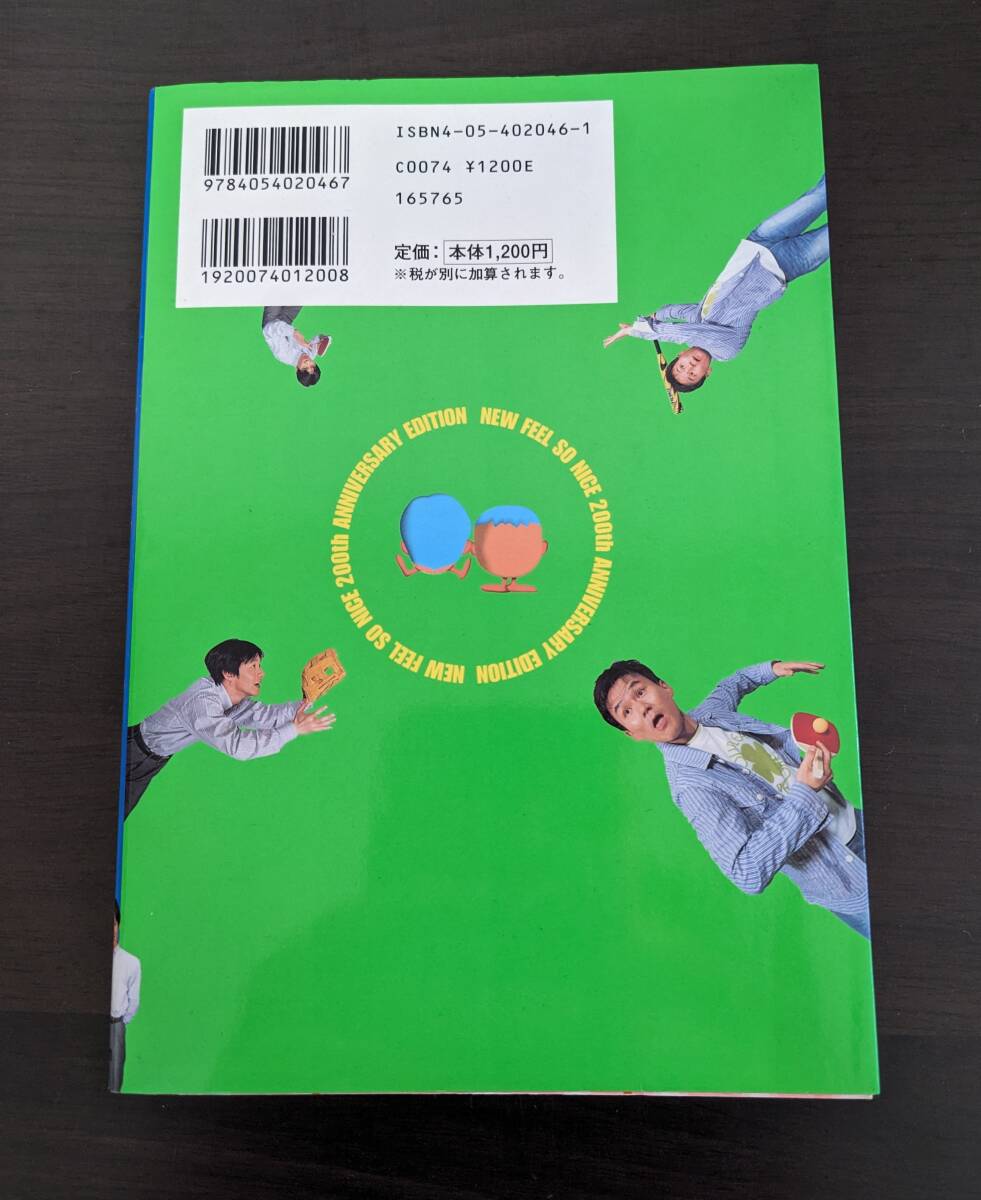 ISBN4-05-402046-1
C0074 ¥1200E
165765
9784054020467
定価：本体1,200円
※税が別に加算されます。
1920074012008
NEW FEEL SO NICE 200th ANNIVERSARY EDITION NEW FEEL SO NICE 200th ANNIVERSARY EDITION